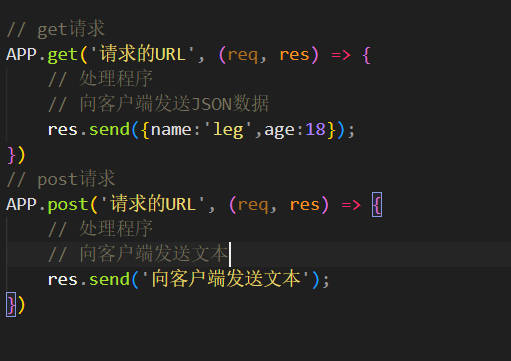 // get请求
APP.get('请求的URL', (req, res) => {
// 处理程序
// 向客户端发送JSON数据
res.send({name:'leg',age:18});
})
// post请求
APP.post('请求的URL', (req, res) => {
// 处理程序
// 向客户端发送文本
res.send('向客户端发送文本');
})